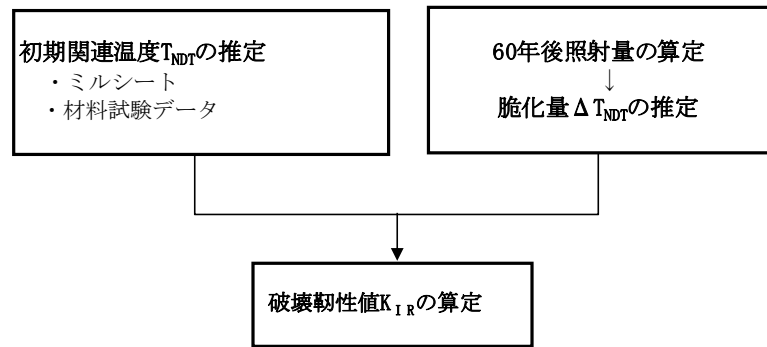 初期関連温度T_NDTの推定
・ミルシート
・材料試験データ
60年後照射量の算定
↓
脆化量ΔT_NDTの推定
破壊靭性値K_IRの算定